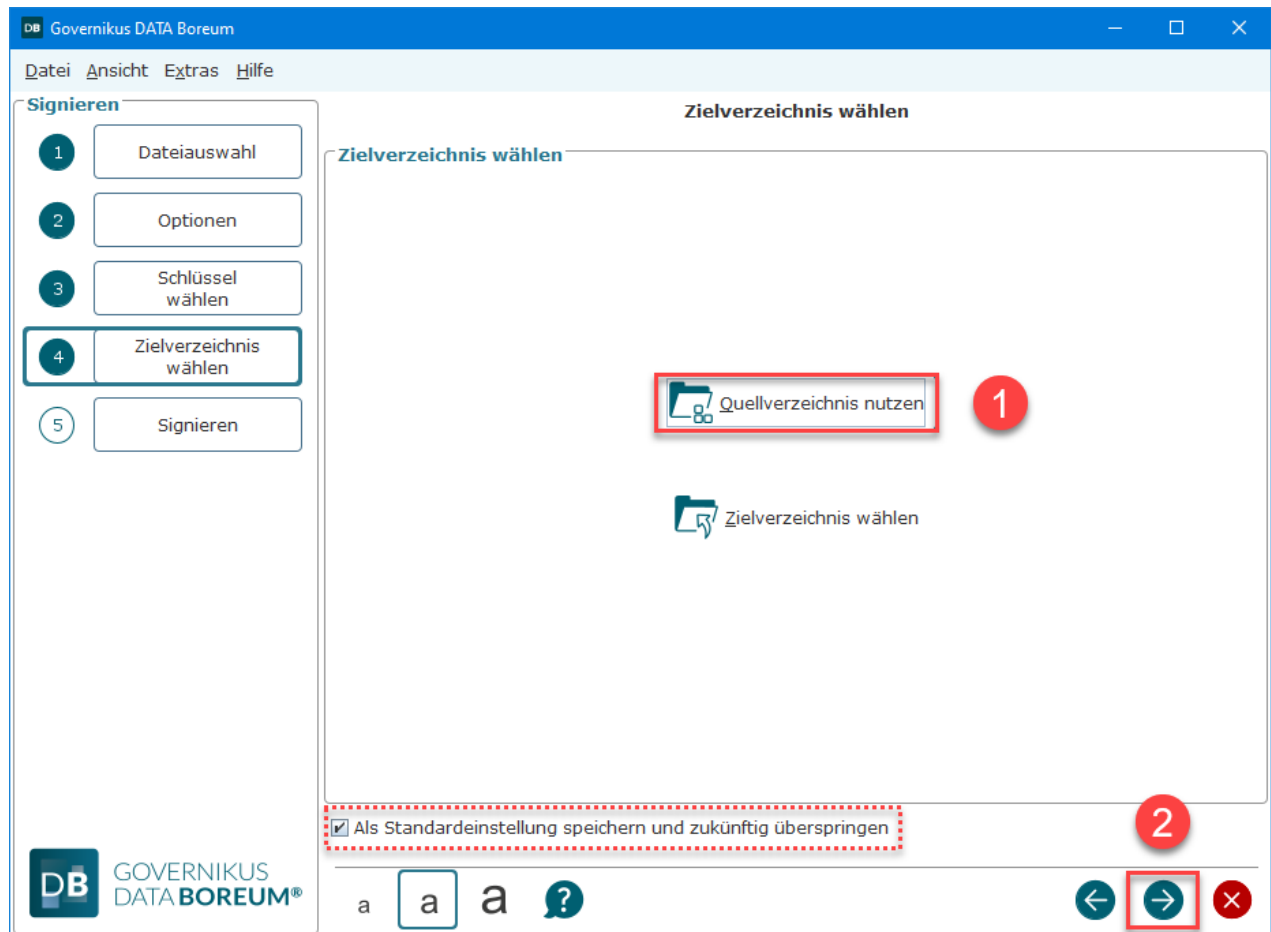 DB Governikus DATA Boreum
Datei Ansicht Extras Hilfe
Signieren
1 Dateiauswahl
2 Optionen
3 Schlüssel
wählen
4 Zielverzeichnis
wählen
5 Signieren
Zielverzeichnis wählen
Zielverzeichnis wählen
Quellverzeichnis nutzen 1
Zielverzeichnis wählen
Als Standardeinstellung speichern und zukünftig überspringen
2
DB GOVERNIKUS
DATA BOREUM®
a a a ?